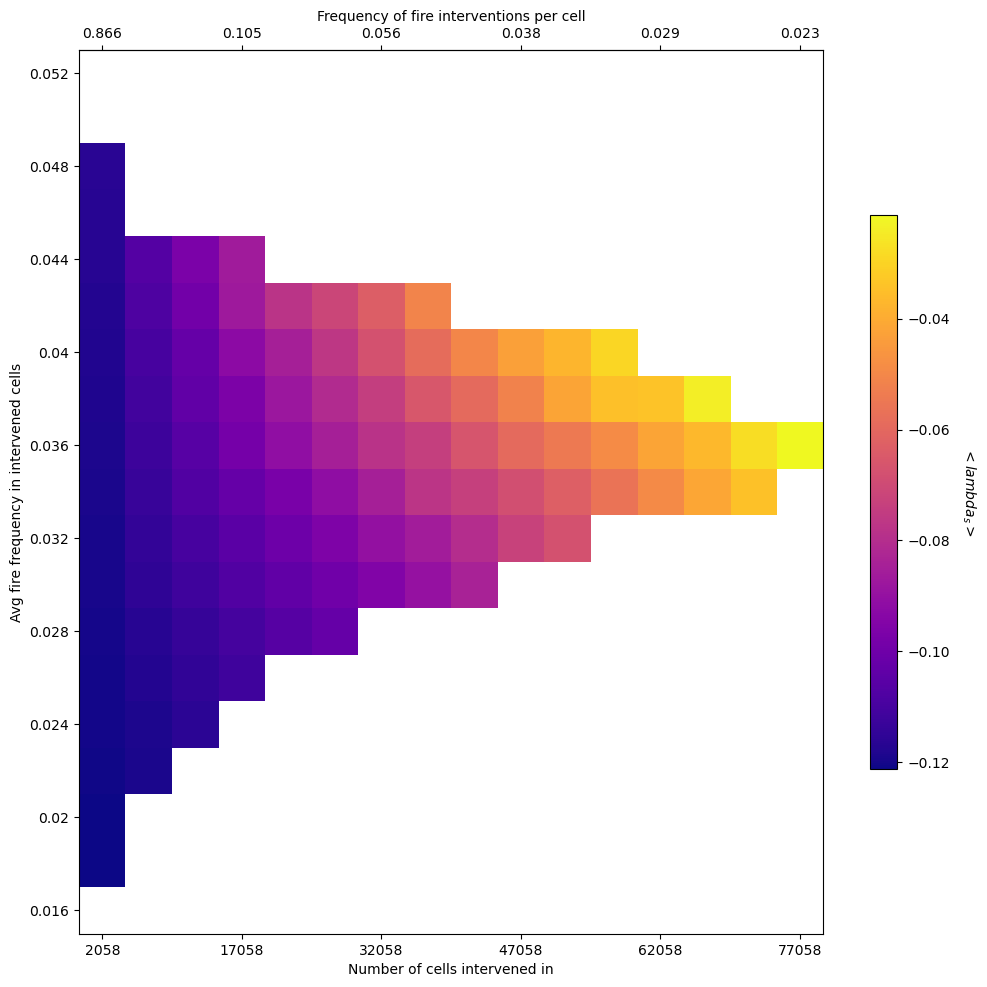 Frequency of fire interventions per cell
0.866 0.105 0.056 0.038 0.029 0.023
Avg fire frequency in intervened cells
0.052
0.048
0.044
0.04
0.036
0.032
0.028
0.024
0.02
0.016
2058 17058 32058 47058 62058 77058
Number of cells intervened in
−0.04
−0.06
−0.08
−0.10
−0.12
< lambda_s >